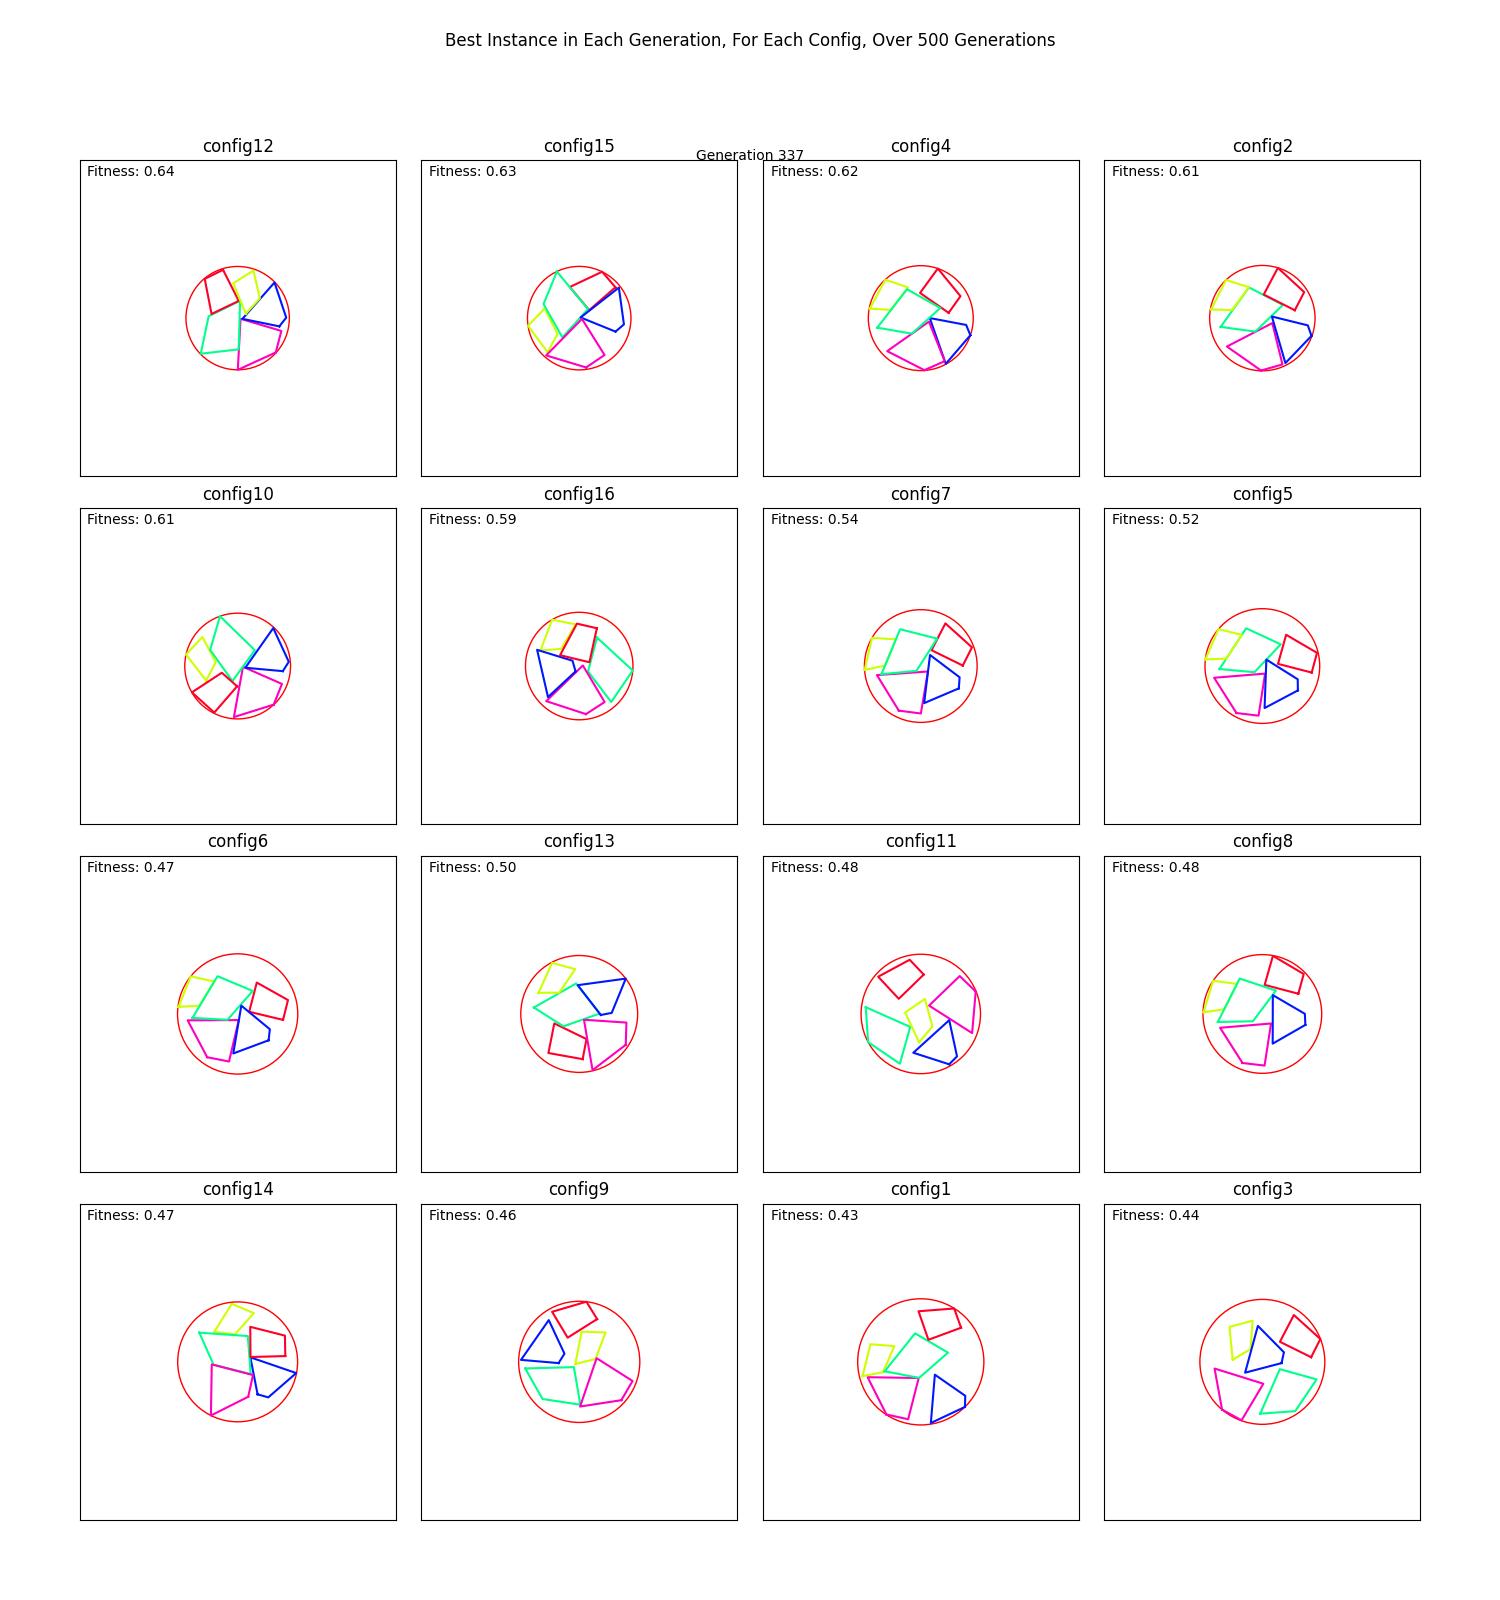 Best Instance in Each Generation, For Each Config, Over 500 Generations
Generation 337
config12
Fitness: 0.64
config15
Fitness: 0.63
config4
Fitness: 0.62
config2
Fitness: 0.61
config10
Fitness: 0.61
config16
Fitness: 0.59
config7
Fitness: 0.54
config5
Fitness: 0.52
config6
Fitness: 0.47
config13
Fitness: 0.50
config11
Fitness: 0.48
config8
Fitness: 0.48
config14
Fitness: 0.47
config9
Fitness: 0.46
config1
Fitness: 0.43
config3
Fitness: 0.44